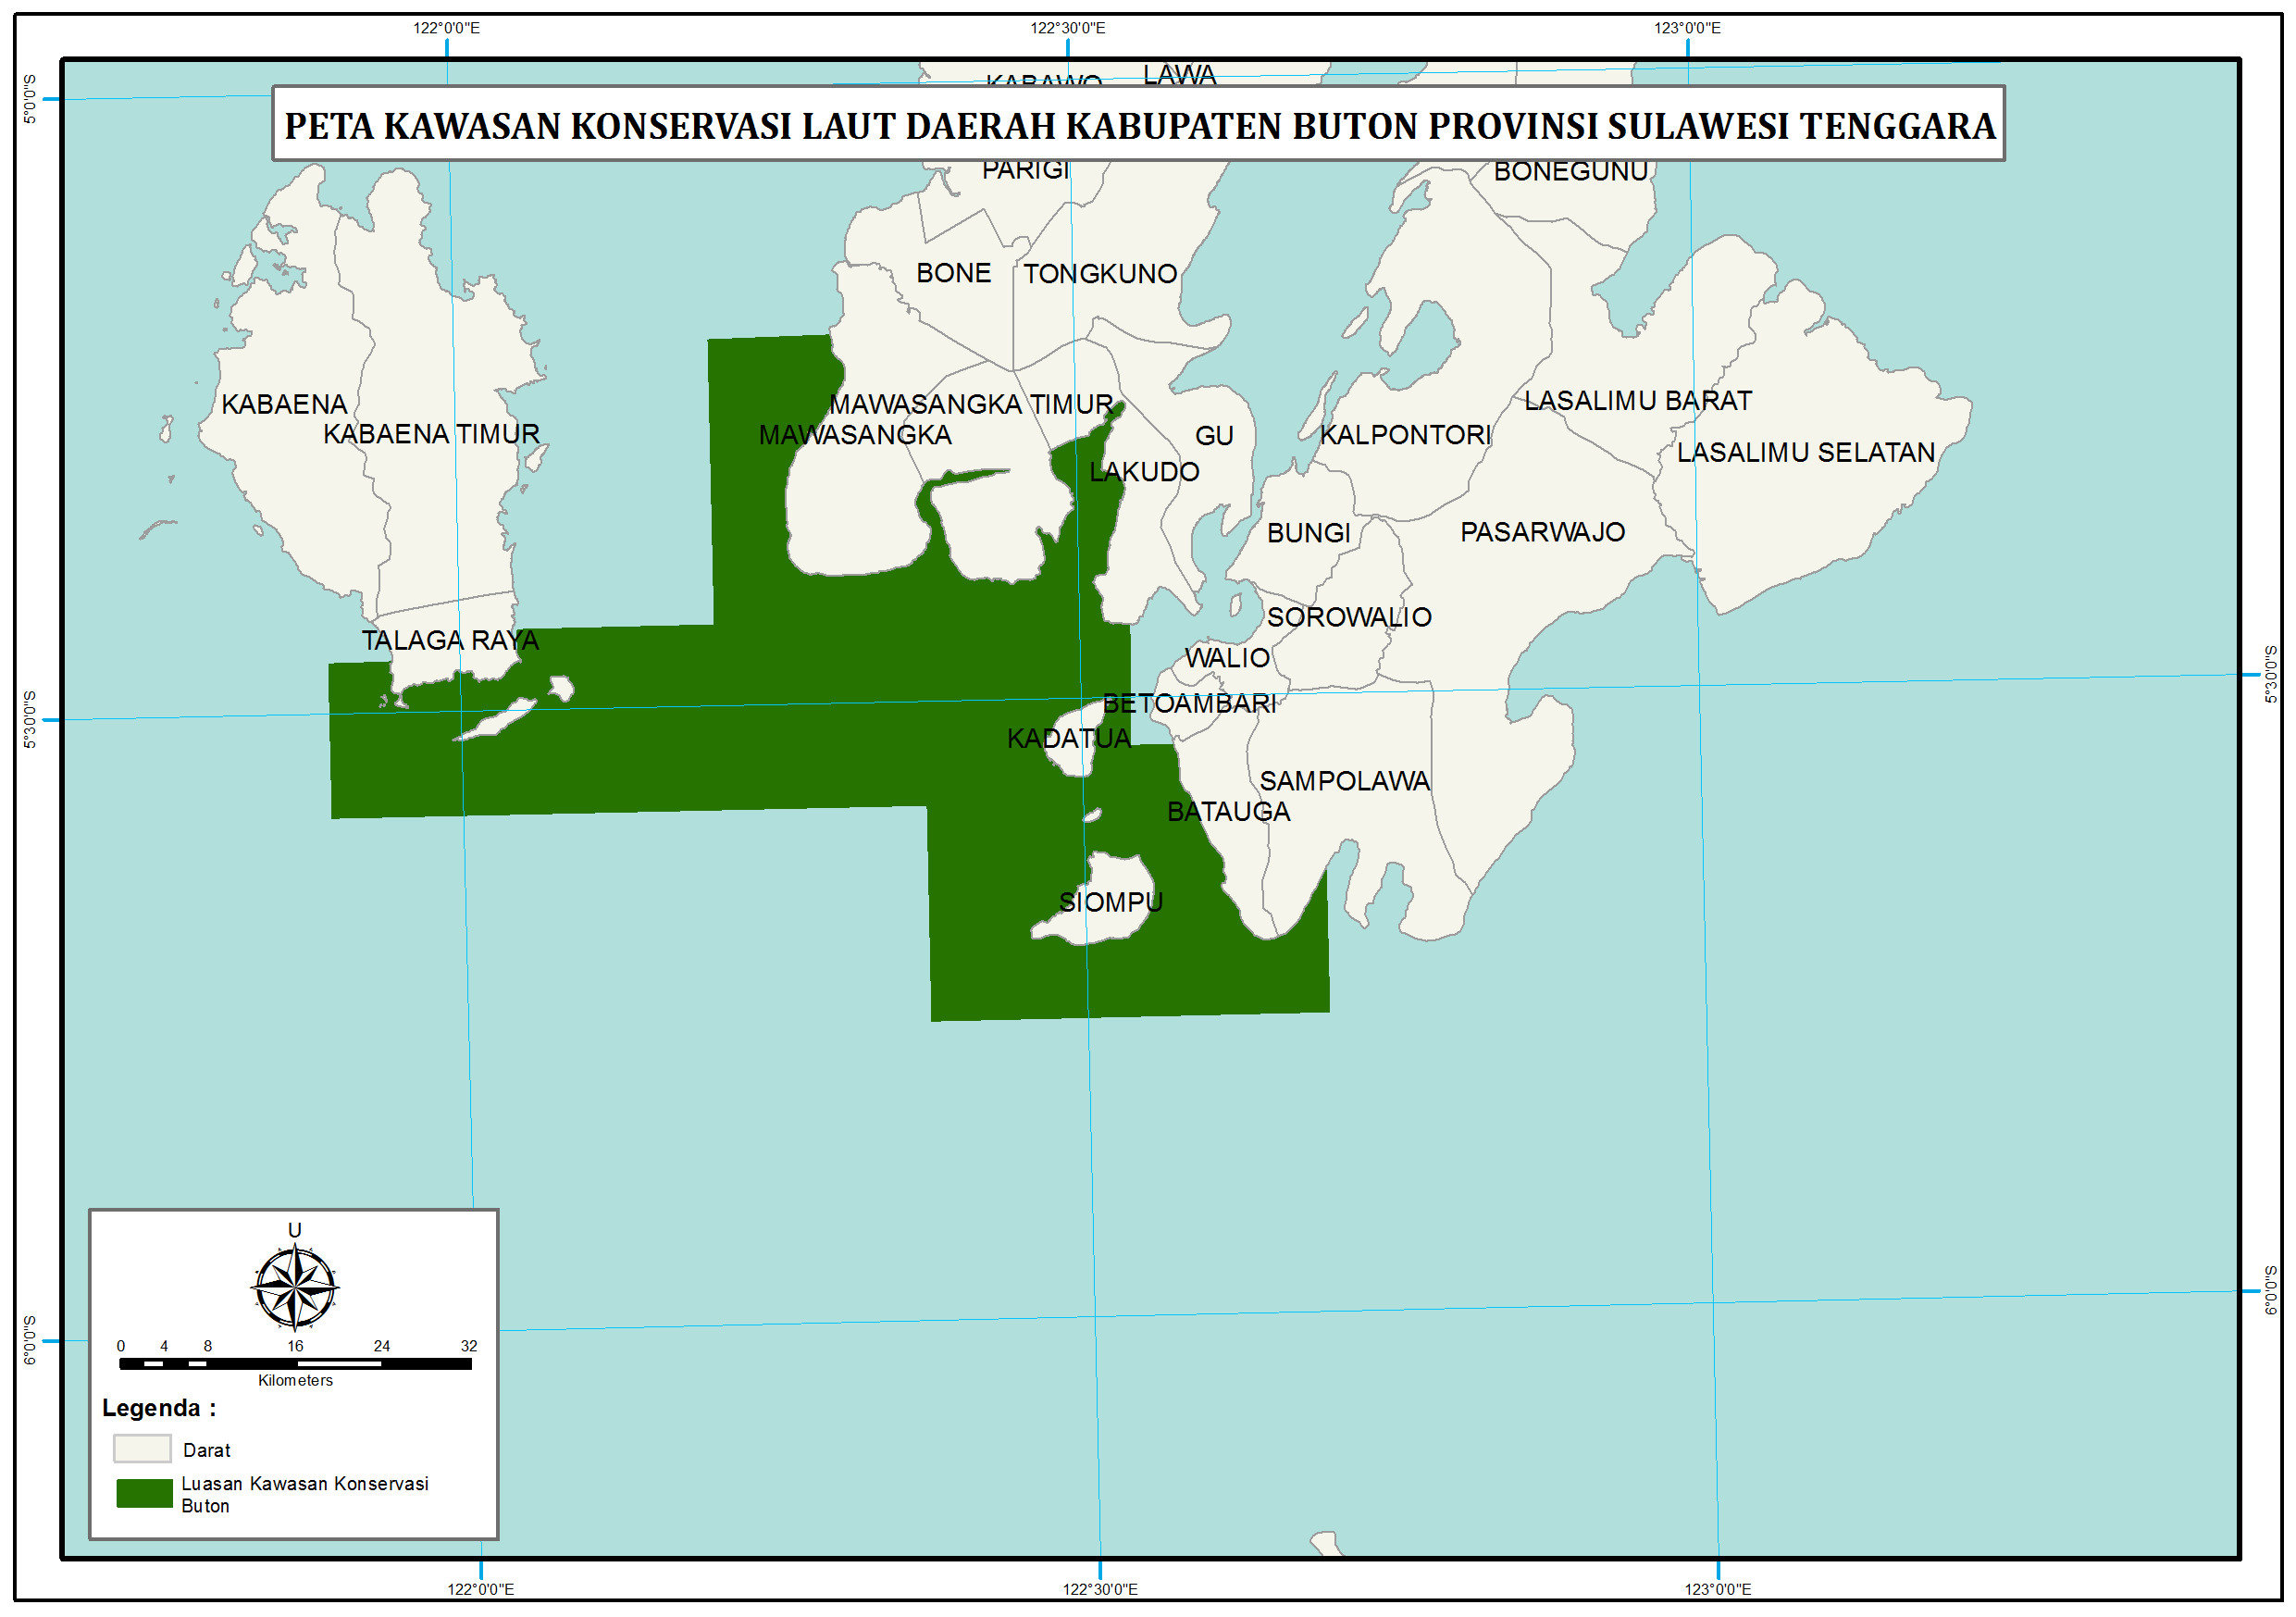 122°0'0"E 122°30'0"E 123°0'0"E
5°0'0"S
KABAWO LAWA
PETA KAWASAN KONSERVASI LAUT DAERAH KABUPATEN BUTON PROVINSI SULAWESI TENGGARA
PARIGI BONEGUNU
BONE TONGKUNO
KABAENA MAWASANGKA TIMUR LASALIMU BARAT
KABAENA TIMUR MAWASANGKA GU KALPONTORI
LAKUDO LASALIMU SELATAN
BUNGI PASARWAJO
SOROWALIO
TALAGA RAYA WALIO
5°30'0"S 5°30'0"S
BETOAMBARI
KADATUA
SAMPOLAWA
BATAUGA
SIOMPU
U
6°0'0"S 6°0'0"S
0 4 8 16 24 32
Kilometers
Legenda :
Darat
Luasan Kawasan Konservasi
Buton
122°0'0"E 122°30'0"E 123°0'0"E